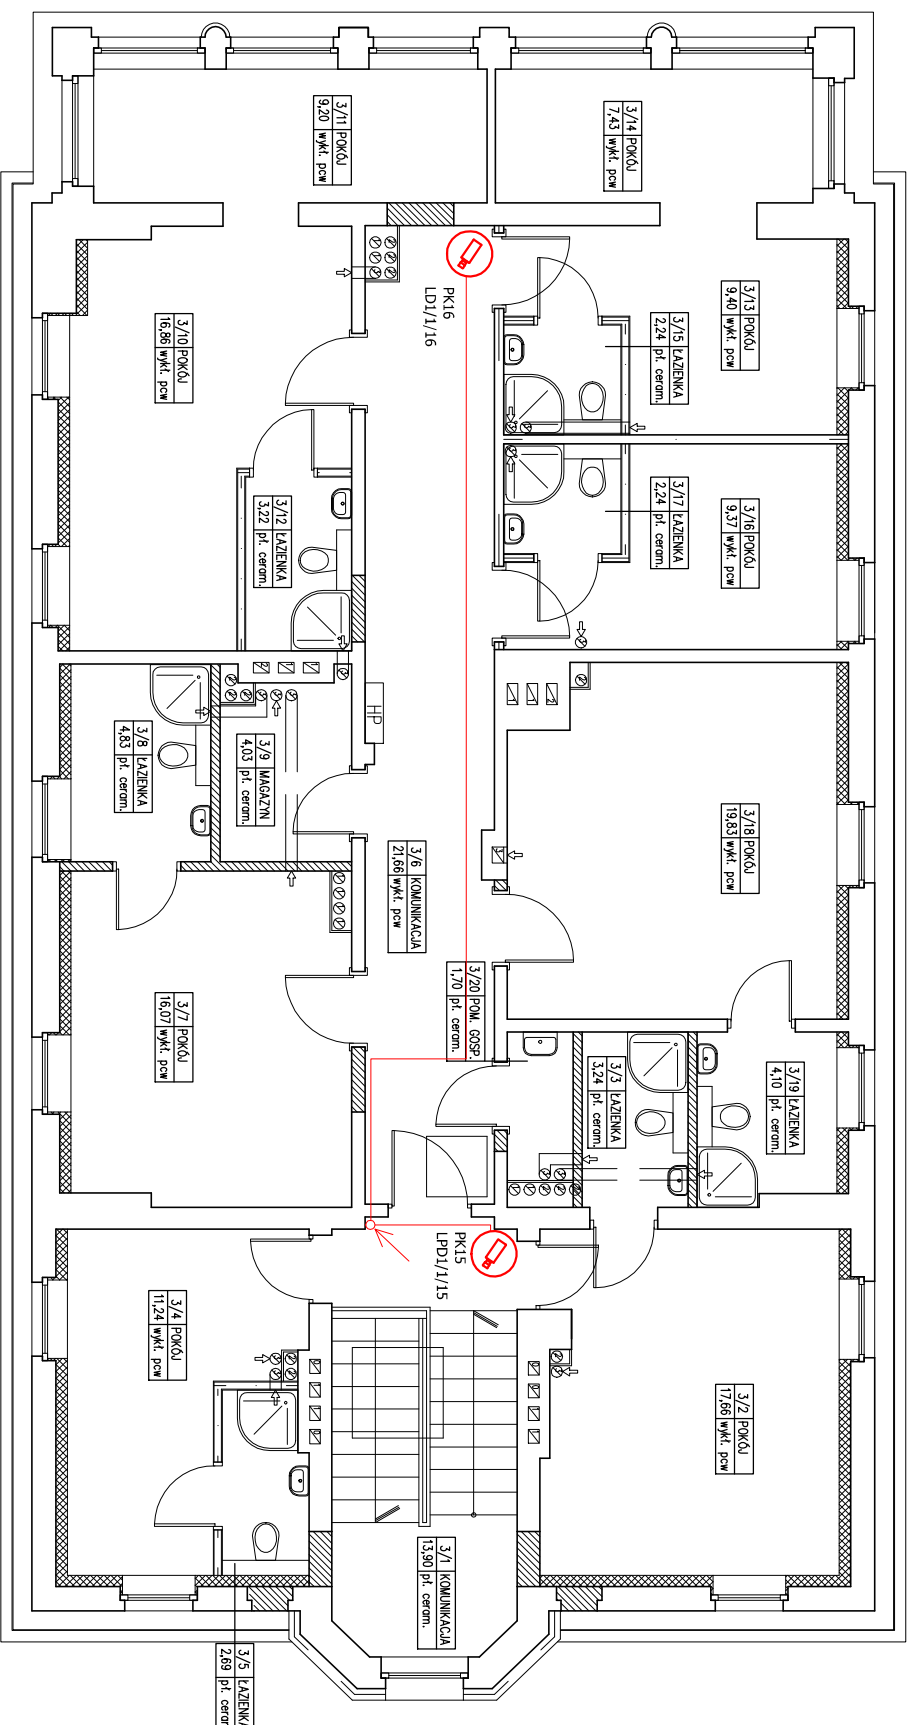 3/11 POKÓJ
9,20 wykł. pcw
3/14 POKÓJ
7,43 wykł. pcw
PK16
LD1/1/16
3/10 POKÓJ
16,86 wykł. pcw
3/15 ŁAZIENKA
2,24 pł. ceram.
3/13 POKÓJ
9,40 wykł. pcw
3/12 ŁAZIENKA
3,22 pł. ceram.
3/17 ŁAZIENKA
2,24 pł. ceram.
3/16 POKÓJ
9,37 wykł. pcw
HP
3/8 ŁAZIENKA
4,83 pł. ceram.
3/9 MAGAZYN
4,03 pł. ceram.
3/6 KOMUNIKACJA
21,66 wykł. pcw
3/18 POKÓJ
19,83 wykł. pcw
3/20 POM. GOSP.
1,70 pł. ceram.
3/7 POKÓJ
16,07 wykł. pcw
3/3 ŁAZIENKA
3,24 pł. ceram.
3/19 ŁAZIENKA
4,10 pł. ceram.
PK15
LPD1/1/15
3/4 POKÓJ
11,24 wykł. pcw
3/2 POKÓJ
17,66 wykł. pcw
3/1 KOMUNIKACJA
13,90 pł. ceram.
3/5 ŁAZIENKA
2,69 pł. ceram